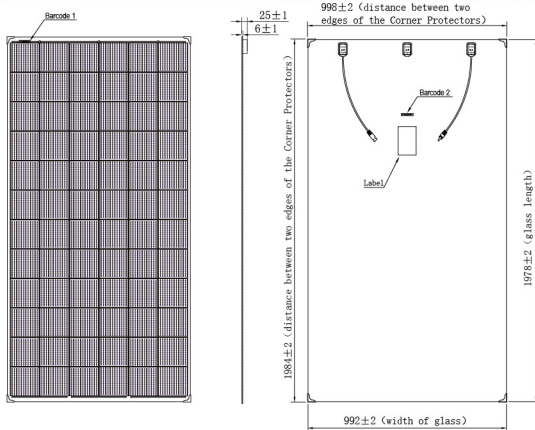 Barcode 1
25±1
6±1
998±2 (distance between two
edges of the Corner Protectors)
1984±2 (distance between two edges of the Corner Protectors)
Barcode 2
Label
1978±2 (glass length)
992±2 (width of glass)